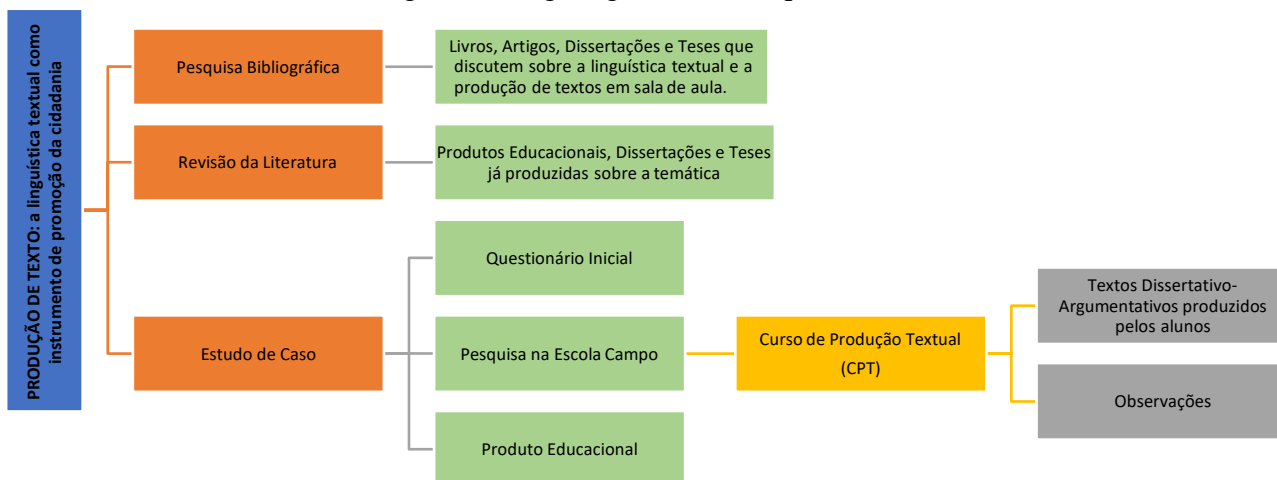 PRODUÇÃO DE TEXTO: a linguística textual como
instrumento de promoção da cidadania
Pesquisa Bibliográfica
Livros, Artigos, Dissertações e Teses que
discutem sobre a linguística textual e a
produção de textos em sala de aula.
Revisão da Literatura
Produtos Educacionais, Dissertações e Teses
já produzidas sobre a temática
Estudo de Caso
Questionário Inicial
Pesquisa na Escola Campo
Produto Educacional
Curso de Produção Textual
(CPT)
Textos Dissertativo-
Argumentativos produzidos
pelos alunos
Observações